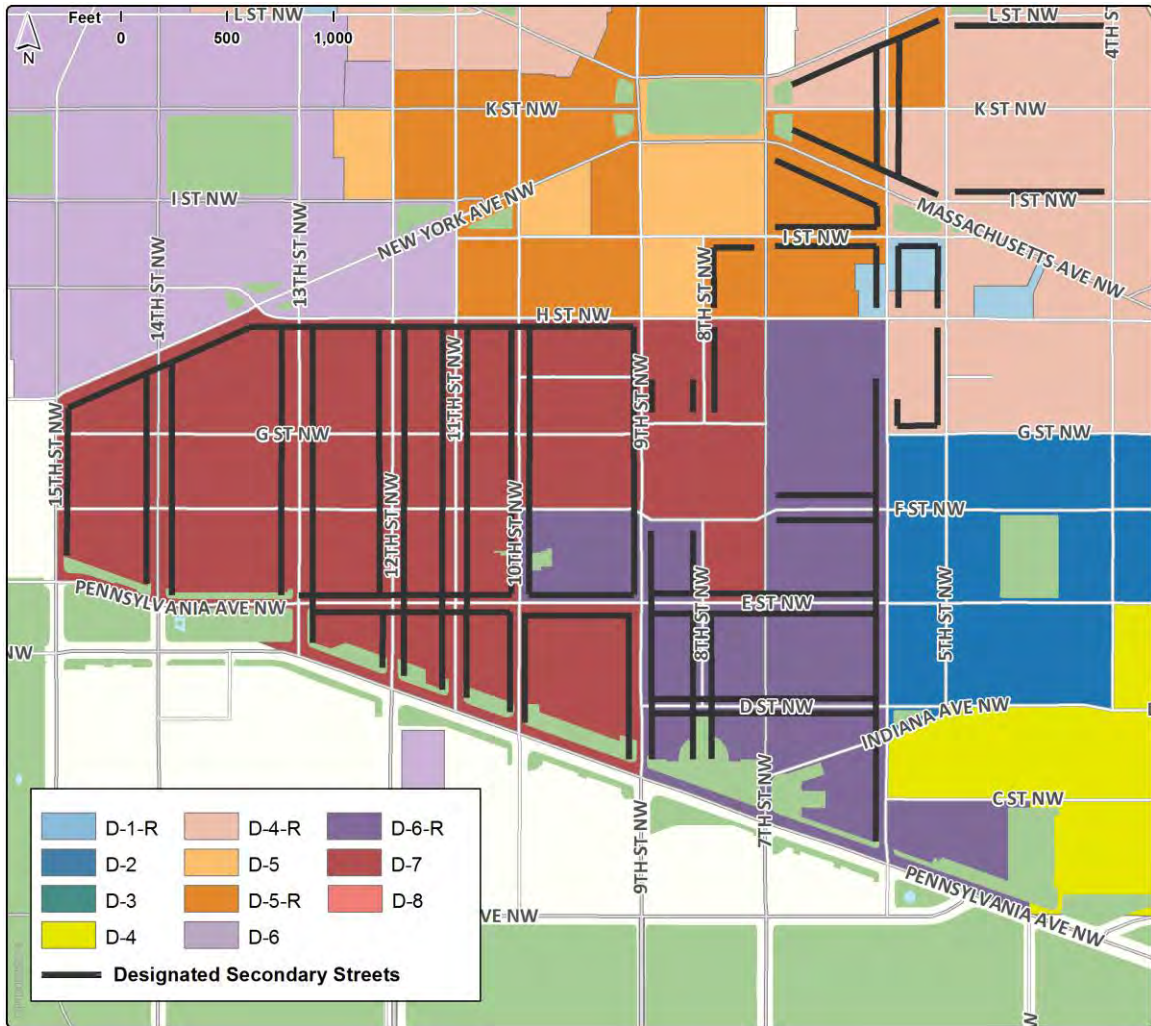 Feet
0 500 1,000
N
L ST NW
L ST NW
4TH ST NW
K ST NW
K ST NW
I ST NW
NEW YORK AVE NW
I ST NW
I ST NW
MASSACHUSETTS AVE NW
14TH ST NW
13TH ST NW
8TH ST NW
H ST NW
15TH ST NW
G ST NW
11TH ST NW
9TH ST NW
G ST NW
12TH ST NW
10TH ST NW
F ST NW
PENNSYLVANIA AVE NW
E ST NW
8TH ST NW
5TH ST NW
NW
D ST NW
INDIANA AVE NW
7TH ST NW
C ST NW
9TH ST NW
PENNSYLVANIA AVE NW
VE NW
W
D-1-R
D-2
D-3
D-4
D-4-R
D-5
D-5-R
D-6
D-6-R
D-7
D-8
Designated Secondary Streets